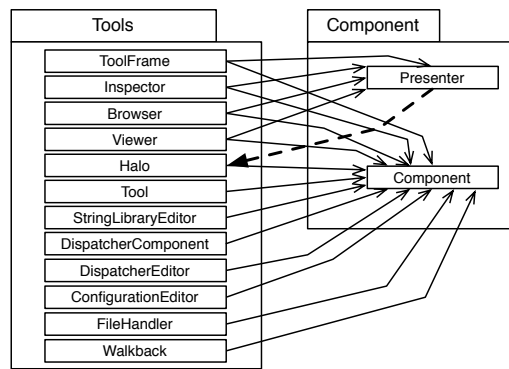 Tools
Component
ToolFrame
Inspector
Presenter
Browser
Viewer
Halo
Component
Tool
StringLibraryEditor
DispatcherComponent
DispatcherEditor
ConfigurationEditor
FileHandler
Walkback